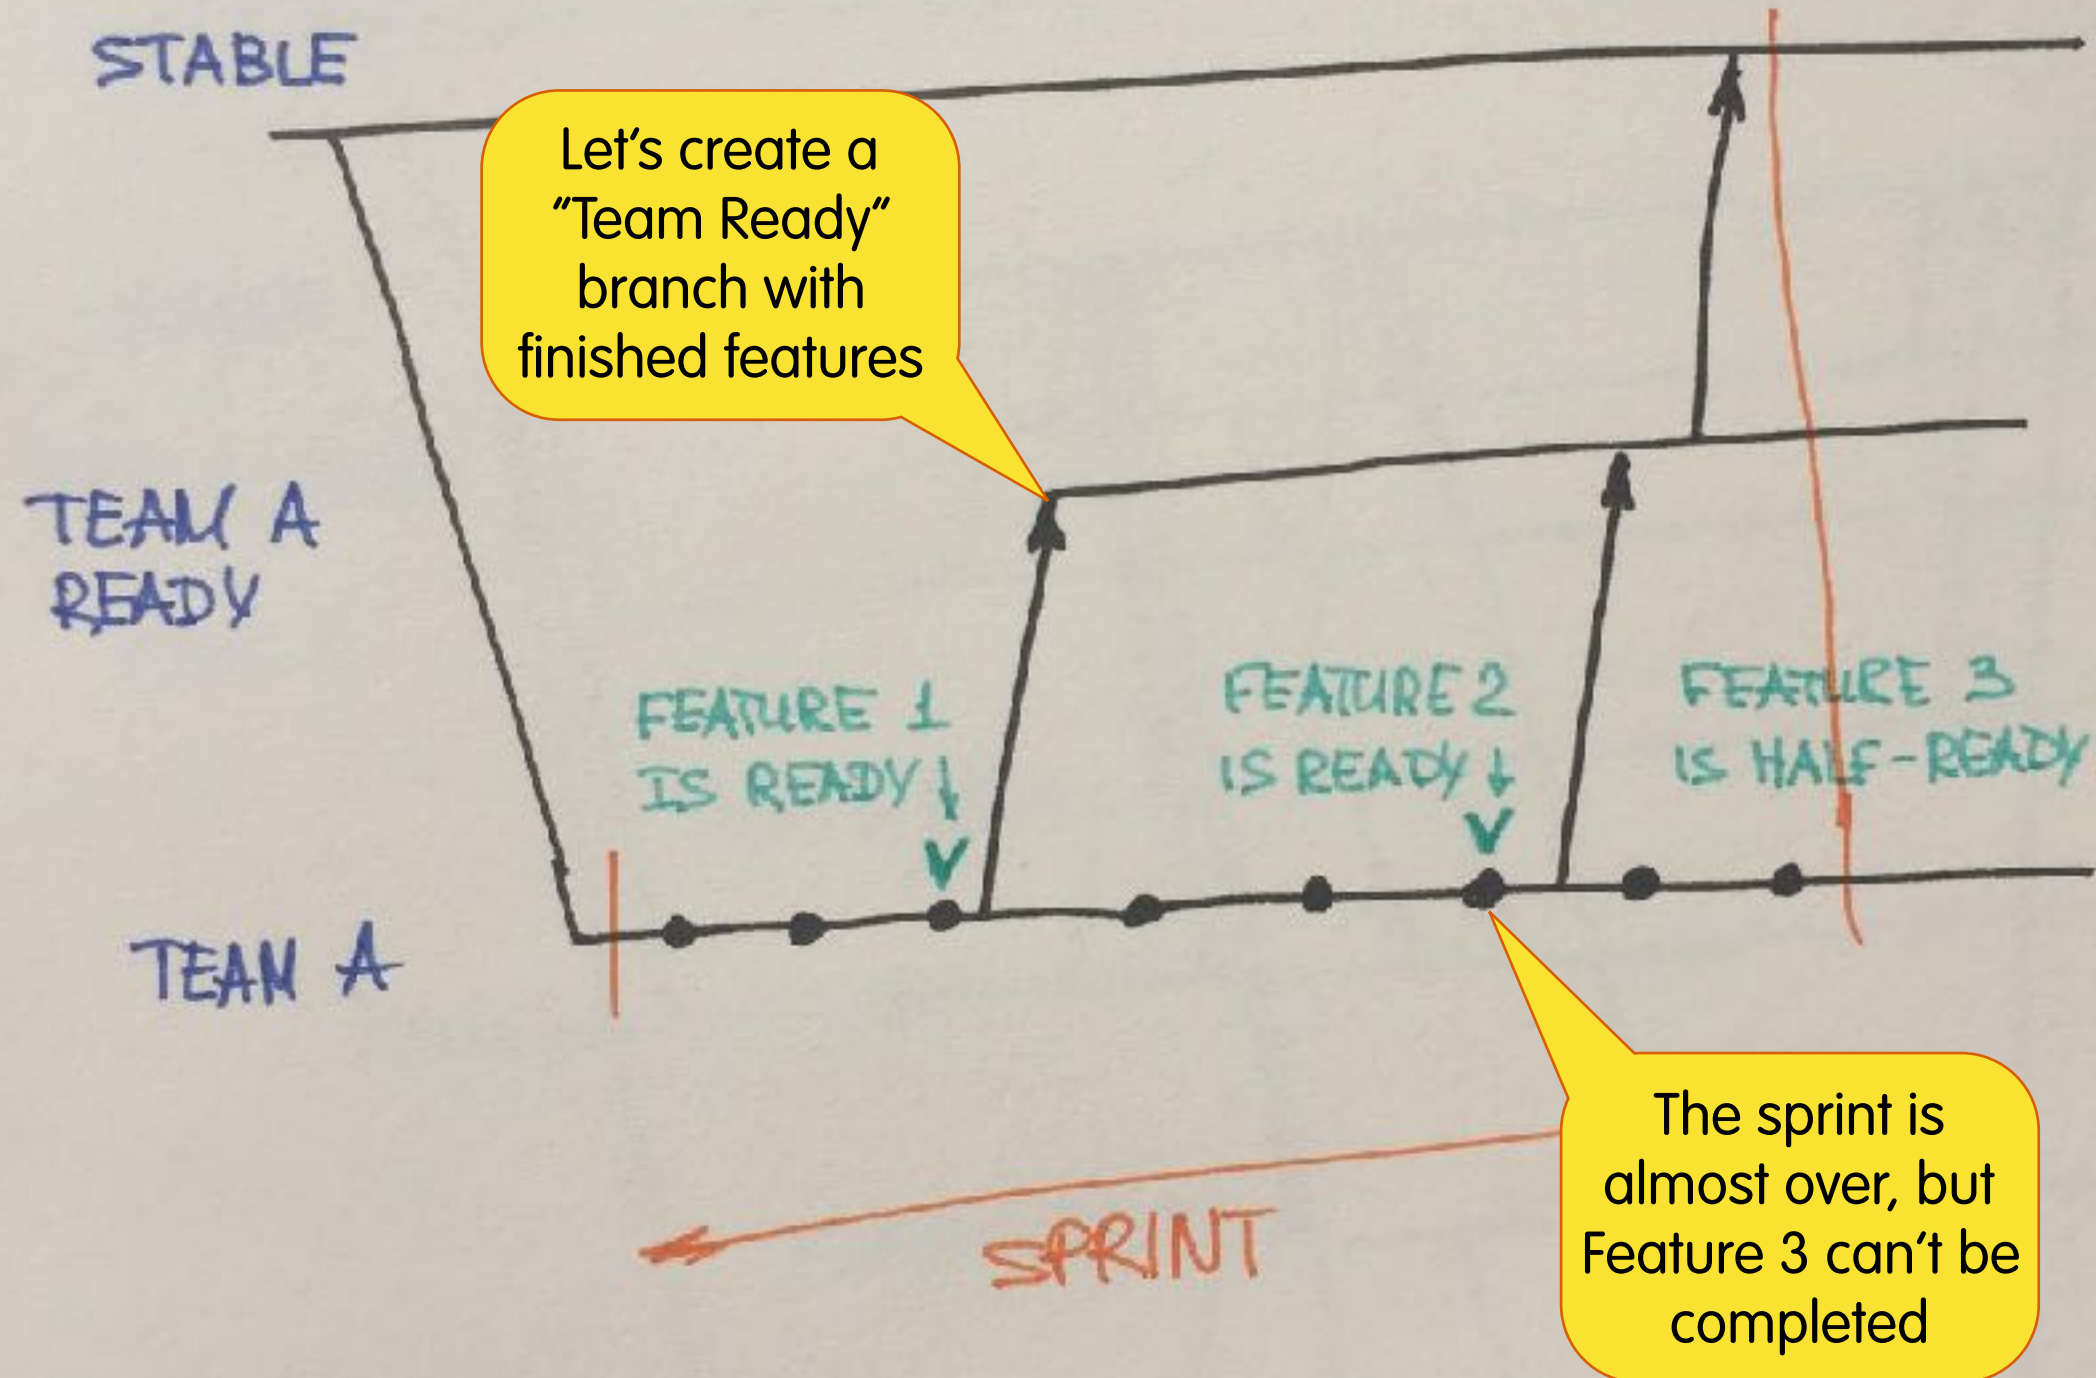 STABLE
Let's create a
"Team Ready"
branch with
finished features
TEAM A
READY
FEATURE 1
IS READY
FEATURE 2
IS READY
FEATURE 3
IS HALF-READY
TEAM A
SPRINT
The sprint is
almost over, but
Feature 3 can't be
completed